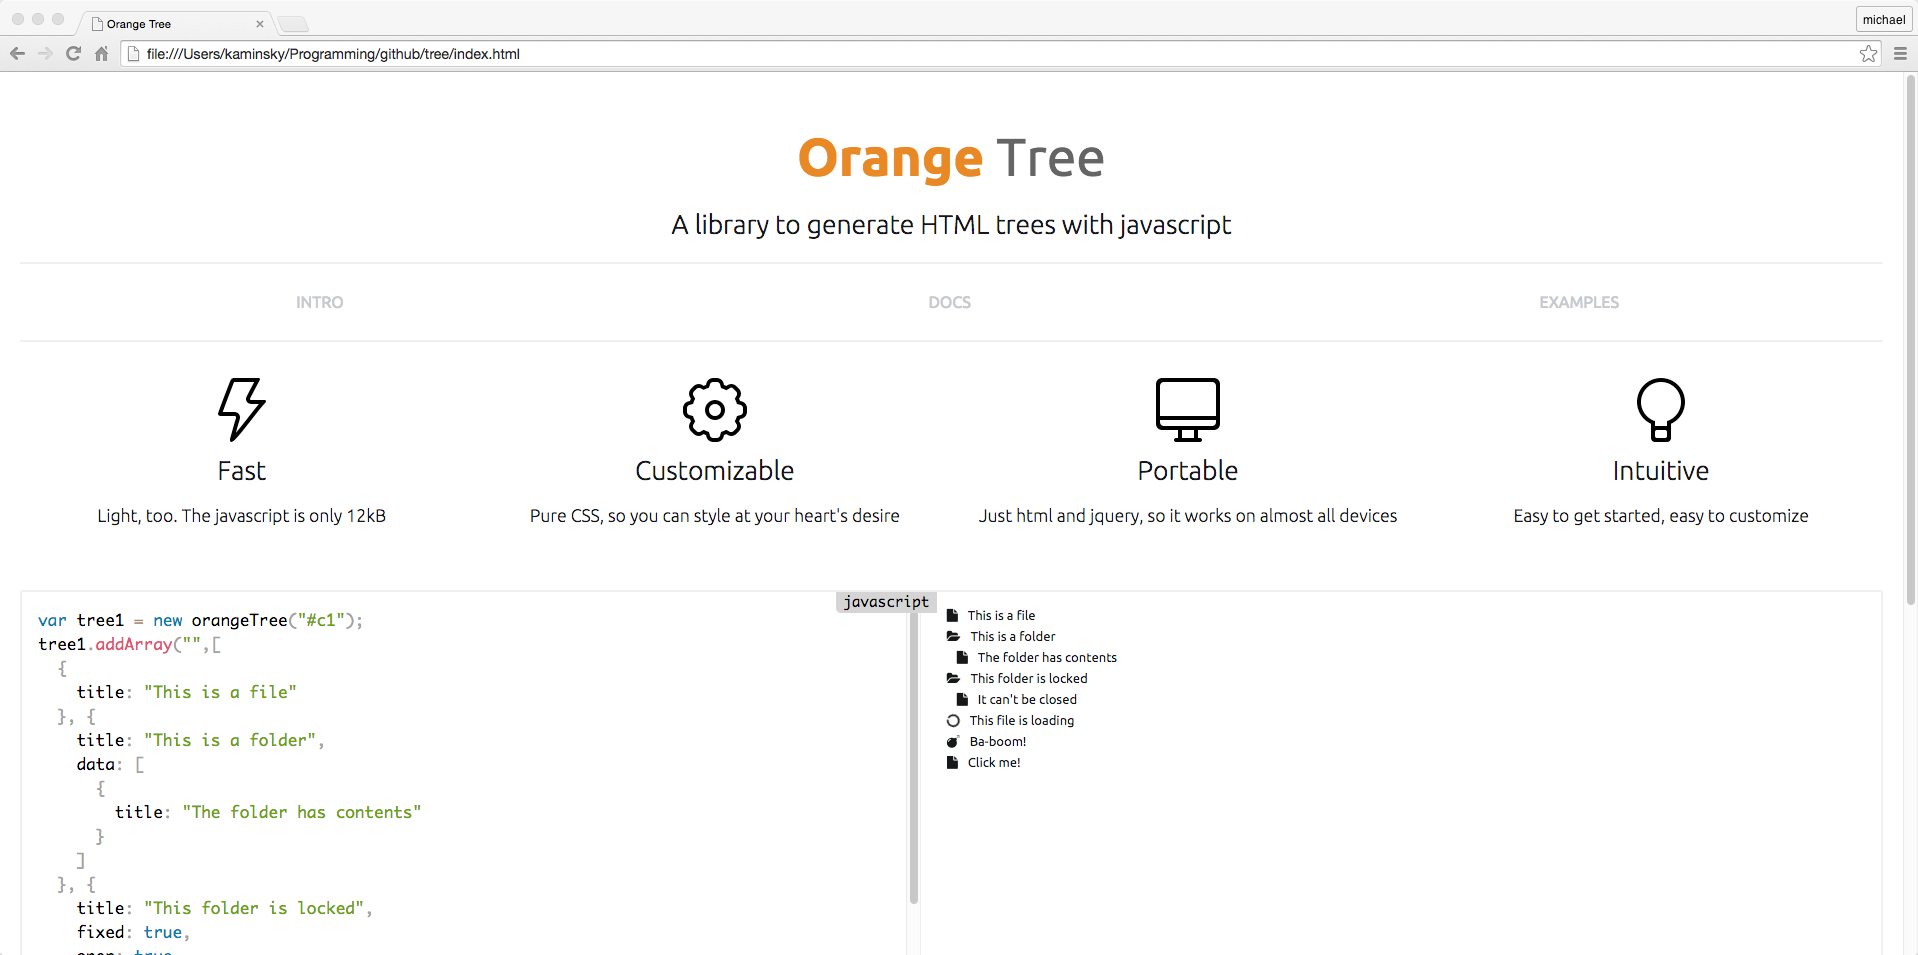 Orange Tree
michael
file:///Users/kaminsky/Programming/github/tree/index.html
Orange Tree
A library to generate HTML trees with javascript
INTRO DOCS EXAMPLES
Fast Customizable Portable Intuitive
Light, too. The javascript is only 12kB Pure CSS, so you can style at your heart's desire Just html and jquery, so it works on almost all devices Easy to get started, easy to customize
javascript
var tree1 = new orangeTree("#c1");
tree1.addArray("",[
  {
    title: "This is a file"
  }, {
    title: "This is a folder",
    data: [
      {
        title: "The folder has contents"
      }
    ]
  }, {
    title: "This folder is locked",
    fixed: true,
This is a file
This is a folder
The folder has contents
This folder is locked
It can't be closed
This file is loading
Ba-boom!
Click me!